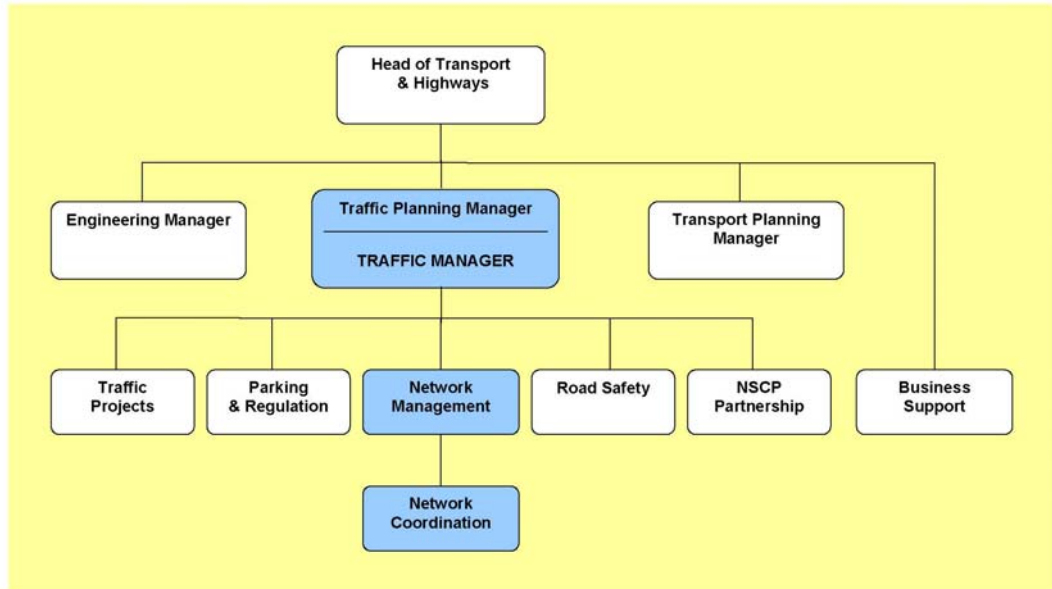 Head of Transport
& Highways
Engineering Manager
Traffic Planning Manager
TRAFFIC MANAGER
Transport Planning
Manager
Traffic
Projects
Parking
& Regulation
Network
Management
Road Safety
NSCP
Partnership
Business
Support
Network
Coordination